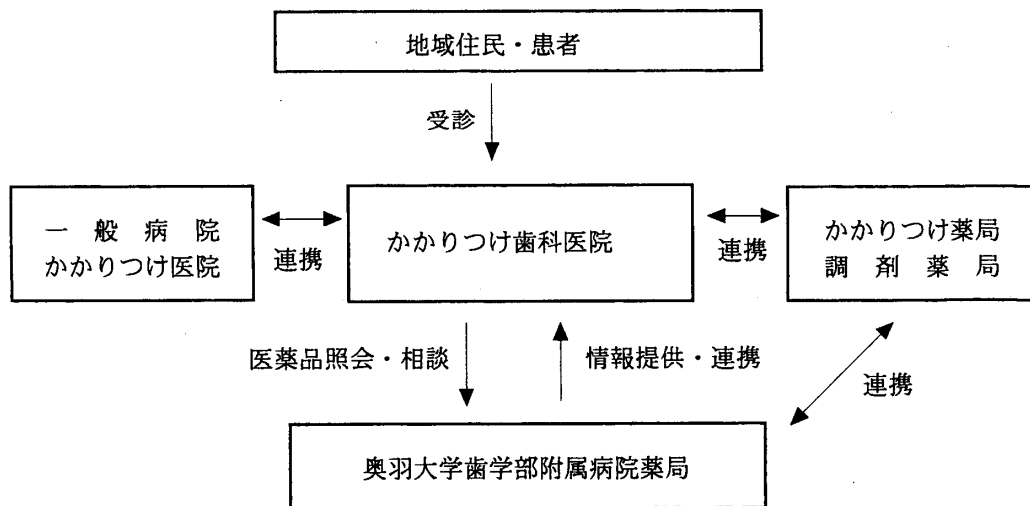 地域住民・患者
受診
一般病院
かかりつけ医院
連携
かかりつけ歯科医院
連携
かかりつけ薬局
調剤薬局
医薬品照会・相談
情報提供・連携
連携
奥羽大学歯学部附属病院薬局